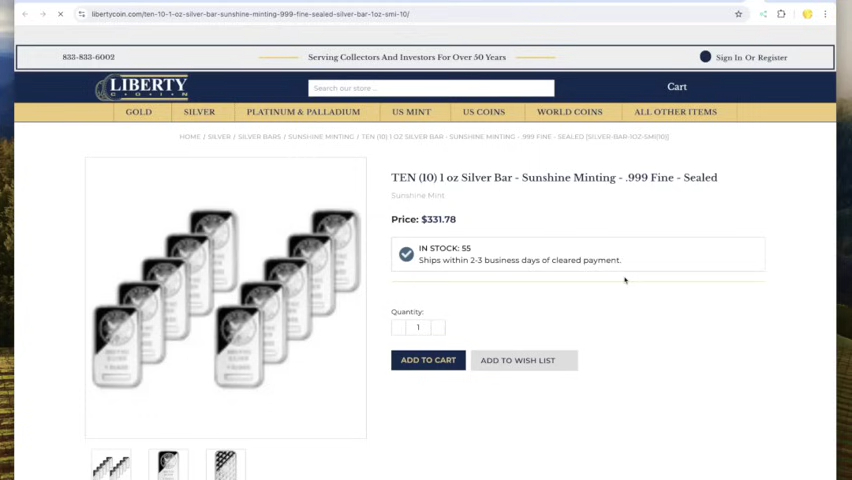 libertycoin.com/ten-10-1-oz-silver-bar-sunshine-minting-999-fine-sealed-silver-bar-1oz-smi-10/
833-833-6002
Serving Collectors And Investors For Over 50 Years
Sign In Or Register
LIBERTY
COIN
Search our store ...
Cart
GOLD
SILVER
PLATINUM & PALLADIUM
US MINT
US COINS
WORLD COINS
ALL OTHER ITEMS
HOME / SILVER / SILVER BARS / SUNSHINE MINTING / TEN (10) 1 OZ SILVER BAR - SUNSHINE MINTING - .999 FINE - SEALED [SILVER-BAR-1OZ-SMI(10)]
TEN (10) 1 oz Silver Bar - Sunshine Minting - .999 Fine - Sealed
Sunshine Mint
Price: $331.78
IN STOCK: 55
Ships within 2-3 business days of cleared payment.
Quantity:
1
ADD TO CART
ADD TO WISH LIST